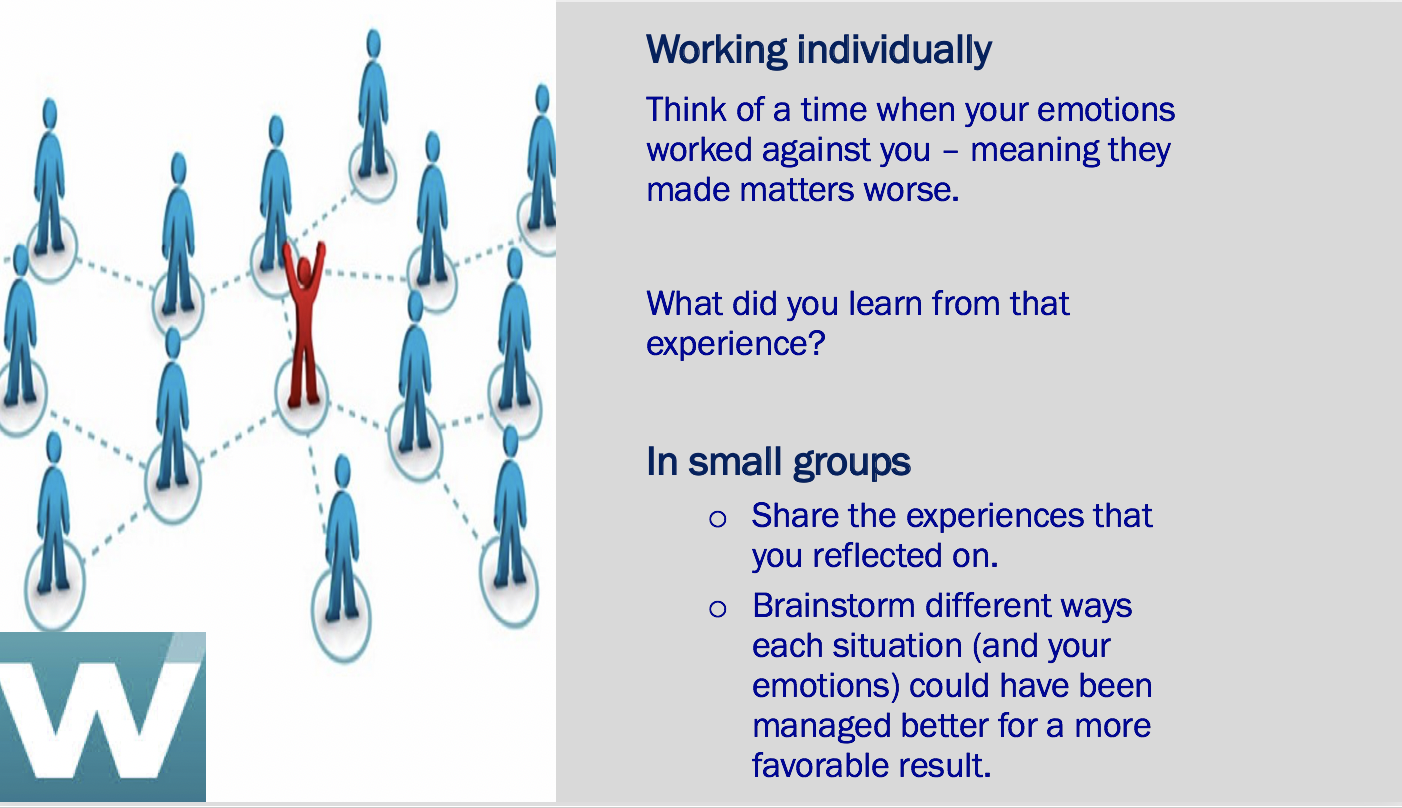 Working individually
Think of a time when your emotions
worked against you – meaning they
made matters worse.
What did you learn from that
experience?
In small groups
o Share the experiences that
you reflected on.
o Brainstorm different ways
each situation (and your
emotions) could have been
managed better for a more
favorable result.
W